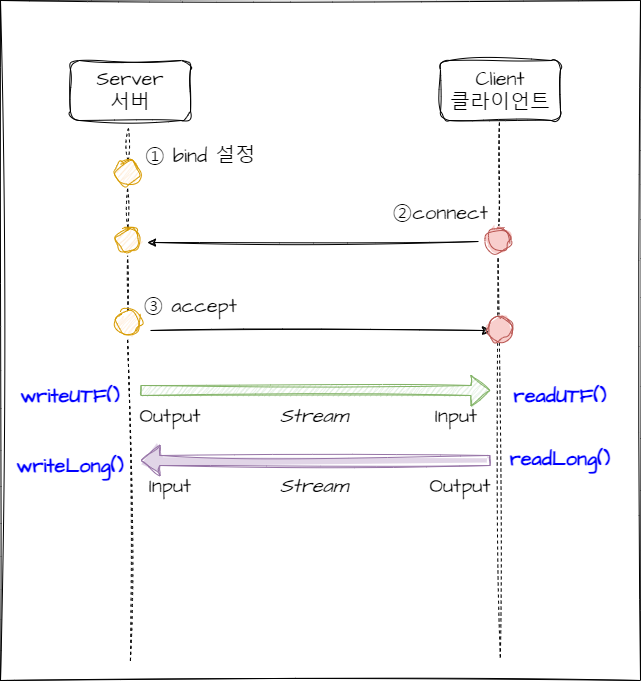 Server
서버
Client
클라이언트
① bind 설정
②connect
③ accept
writeUTF()
readUTF()
Output
Stream
Input
writeLong()
readLong()
Input
Stream
Output